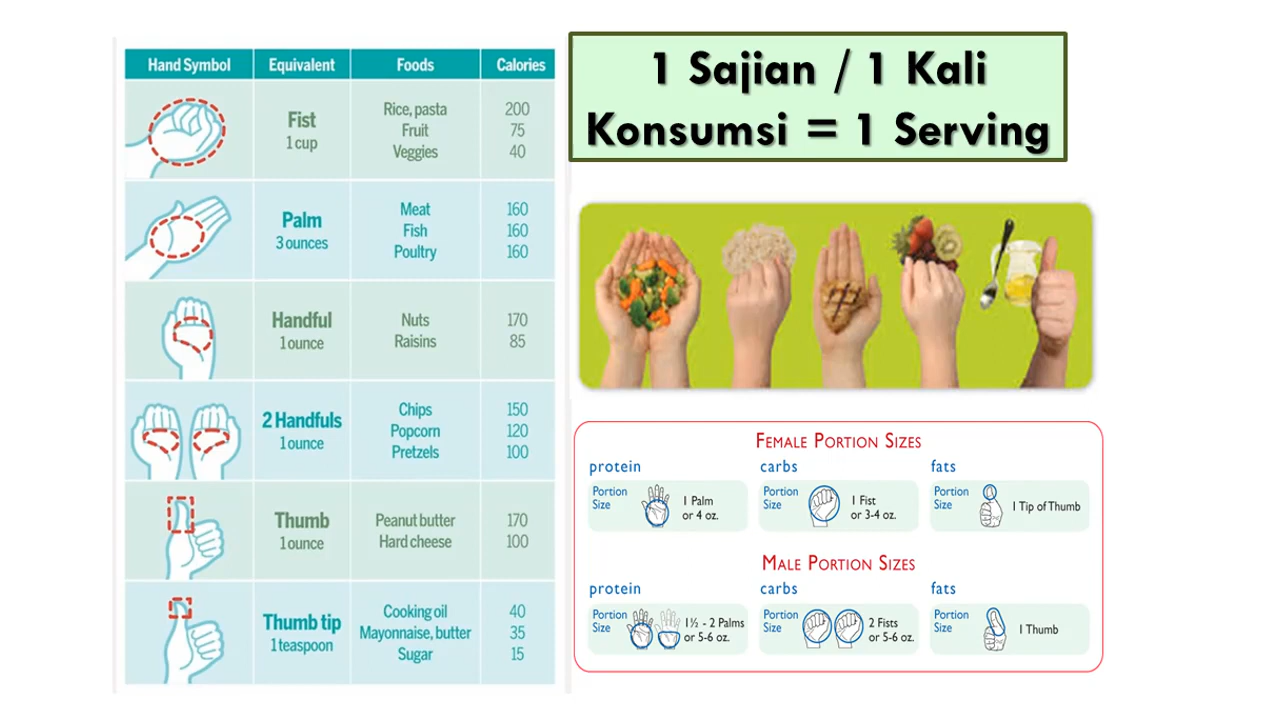 1 Sajian / 1 Kali
Konsumsi = 1 Serving
Hand Symbol Equivalent Foods Calories
Fist
1 cup
Rice, pasta 200
Fruit 75
Veggies 40
Palm
3 ounces
Meat 160
Fish 160
Poultry 160
Handful
1 ounce
Nuts 170
Raisins 85
2 Handfuls
1 ounce
Chips 150
Popcorn 120
Pretzels 100
Thumb
1 ounce
Peanut butter 170
Hard cheese 100
Thumb tip
1 teaspoon
Cooking oil 40
Mayonnaise, butter 35
Sugar 15
Female Portion Sizes
protein carbs fats
Portion
Size
1 Palm
or 4 oz.
Portion
Size
1 Fist
or 3-4 oz.
Portion
Size
1 Tip of Thumb
Male Portion Sizes
protein carbs fats
Portion
Size
1½ - 2 Palms
or 5-6 oz.
Portion
Size
2 Fists
or 5-6 oz.
Portion
Size
1 Thumb